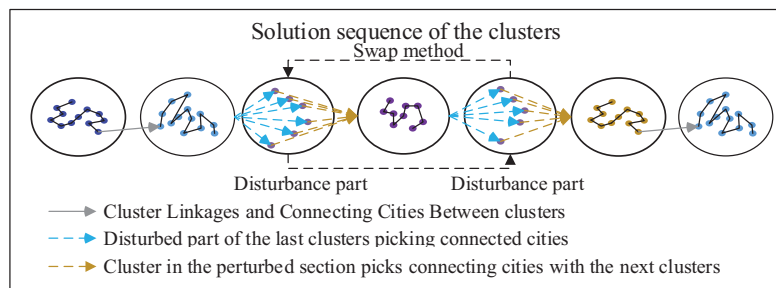 Solution sequence of the clusters
Swap method
Disturbance part Disturbance part
Cluster Linkages and Connecting Cities Between clusters
Disturbed part of the last clusters picking connected cities
Cluster in the perturbed section picks connecting cities with the next clusters